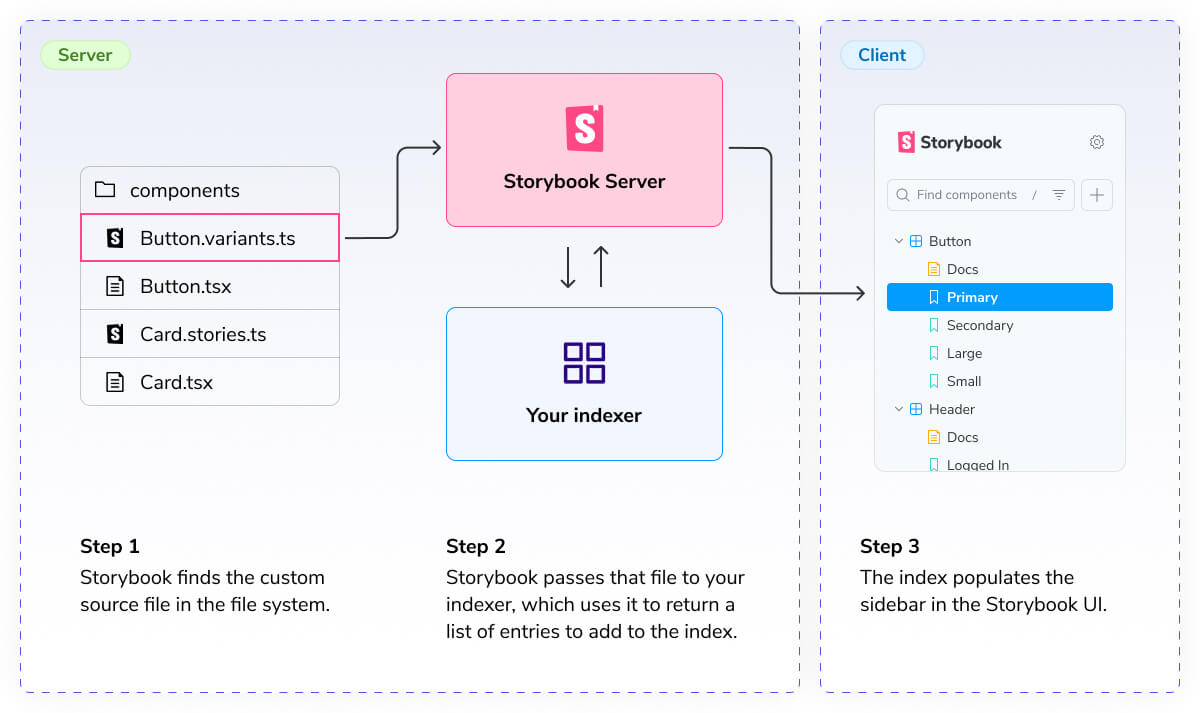 Server
components
Button.variants.ts
Button.tsx
Card.stories.ts
Card.tsx
Storybook Server
Your indexer
Step 1
Storybook finds the custom
source file in the file system.
Step 2
Storybook passes that file to your
indexer, which uses it to return a
list of entries to add to the index.
Client
Storybook
Find components /
Button
Docs
Primary
Secondary
Large
Small
Header
Docs
Logged In
Step 3
The index populates the
sidebar in the Storybook UI.